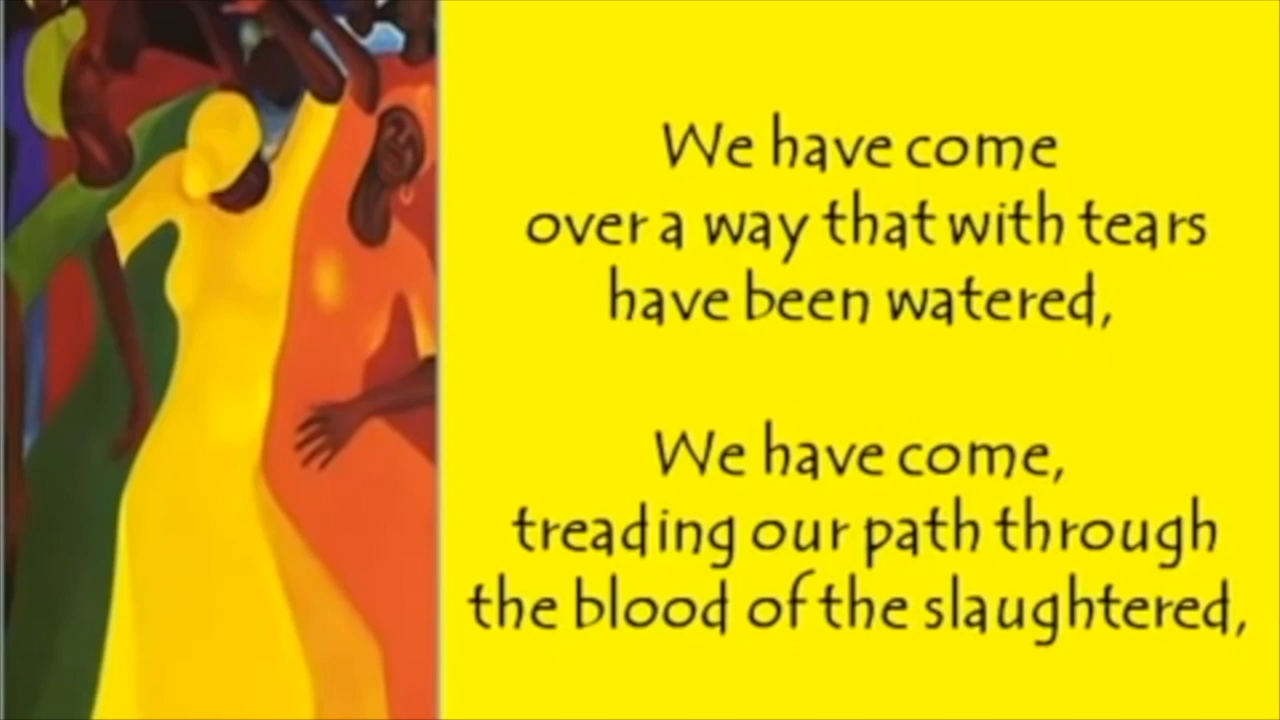 We have come
over a way that with tears
have been watered,
We have come,
treading our path through
the blood of the slaughtered,